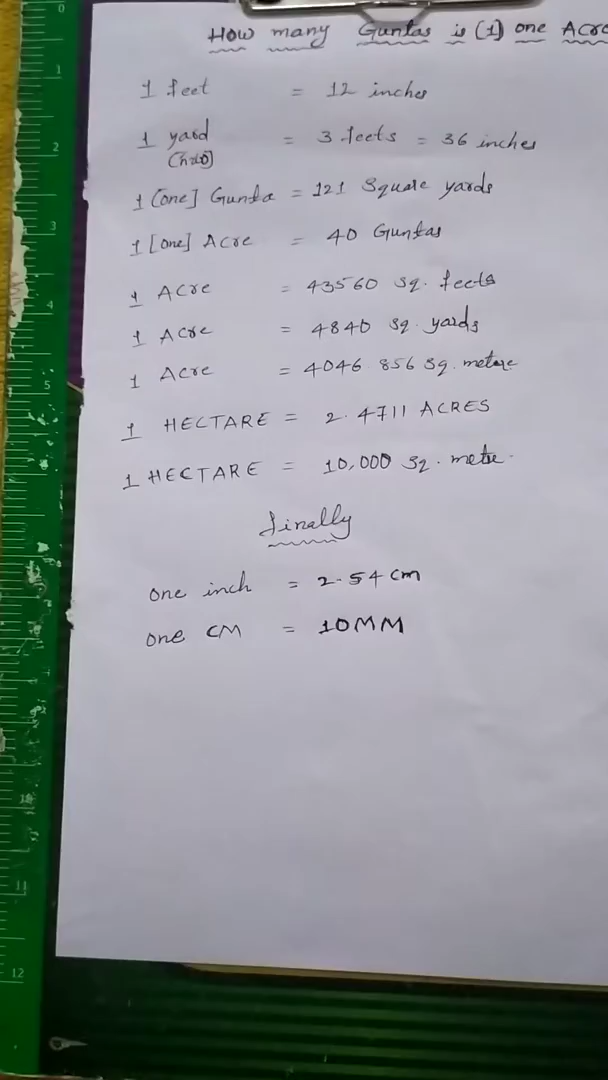 How many Guntas is (1) one Acre
1 feet = 12 inches
1 yard = 3 feets = 36 inches
1 [one] Gunta = 121 Square yards
1 [one] Acre = 40 Guntas
1 Acre = 43560 sq. feets
1 Acre = 4840 sq. yards
1 Acre = 4046.856 sq. metre
1 HECTARE = 2.4711 ACRES
1 HECTARE = 10,000 sq. metre.
finally
one inch = 2.54 cm
one CM = 10MM
0
1
2
3
4
5
10
11
12